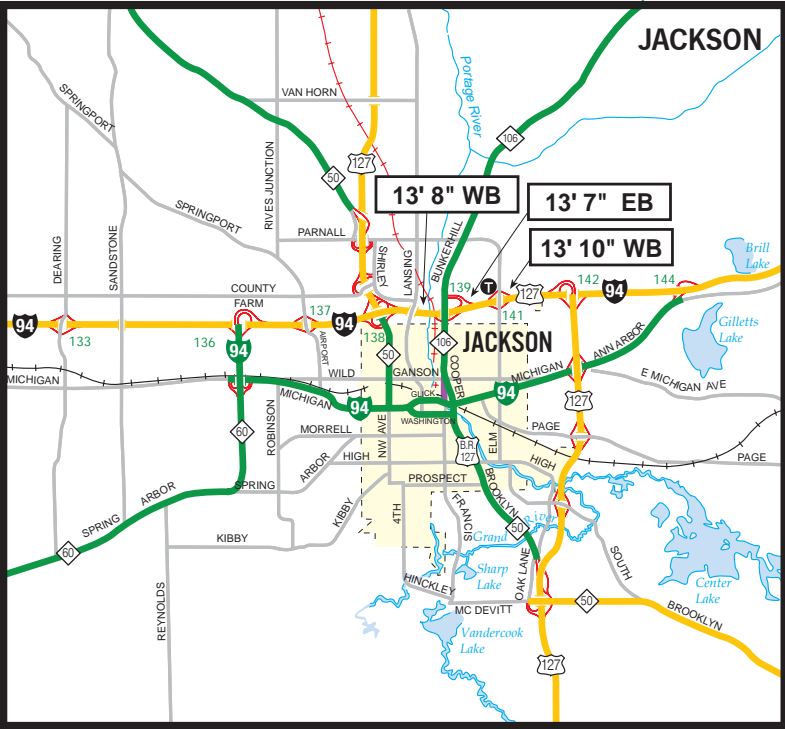 JACKSON
SPRINGPORT
VAN HORN
Portage River
106
127
50
RIVES JUNCTION
13' 8" WB
13' 7" EB
SPRINGPORT
PARNALL
BUNKERHILL
13' 10" WB
DEARING
SANDSTONE
SHIRLEY
LANSING
Brill
Lake
COUNTY
FARM
139
T
142
144
127
94
94
137
94
133
136
138
141
Gilletts
Lake
94
AIRPORT
50
106
JACKSON
ANN ARBOR
MICHIGAN
WILD
GANSON
COOPER
MICHIGAN
E MICHIGAN AVE
MICHIGAN
94
GLICK
94
127
WASHINGTON
60
ROBINSON
MORRELL
NW AVE
B.R.
127
ELM
PAGE
HIGH
HIGH
PAGE
ARBOR
SPRING
ARBOR
SPRING
PROSPECT
BROOKLYN
KIBBY
4TH
FRANCIS
50
River
Grand
60
KIBBY
SOUTH
Sharp
Lake
OAK LANE
Center
Lake
HINCKLEY
REYNOLDS
MC DEVITT
50
BROOKLYN
Vandercook
Lake
127